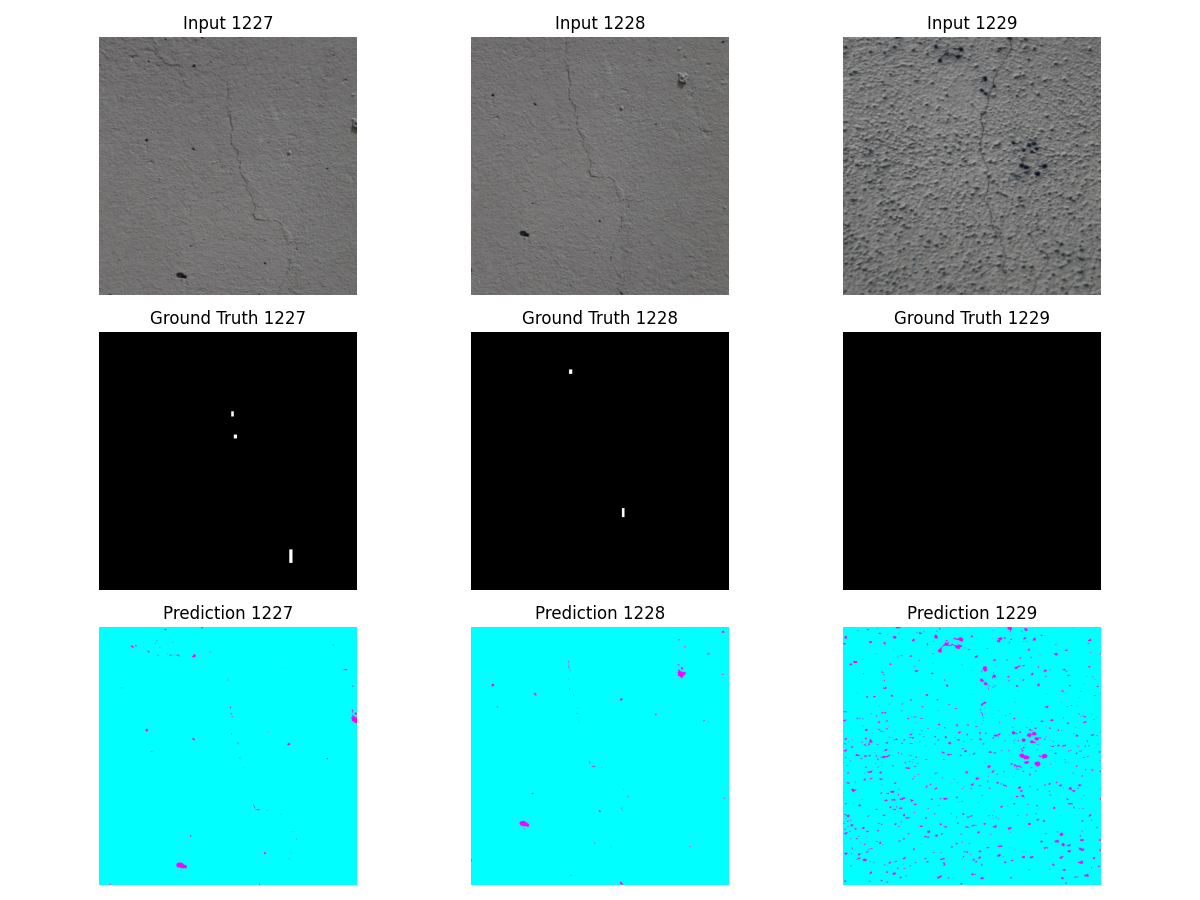 Input 1227
Input 1228
Input 1229
Ground Truth 1227
Ground Truth 1228
Ground Truth 1229
Prediction 1227
Prediction 1228
Prediction 1229